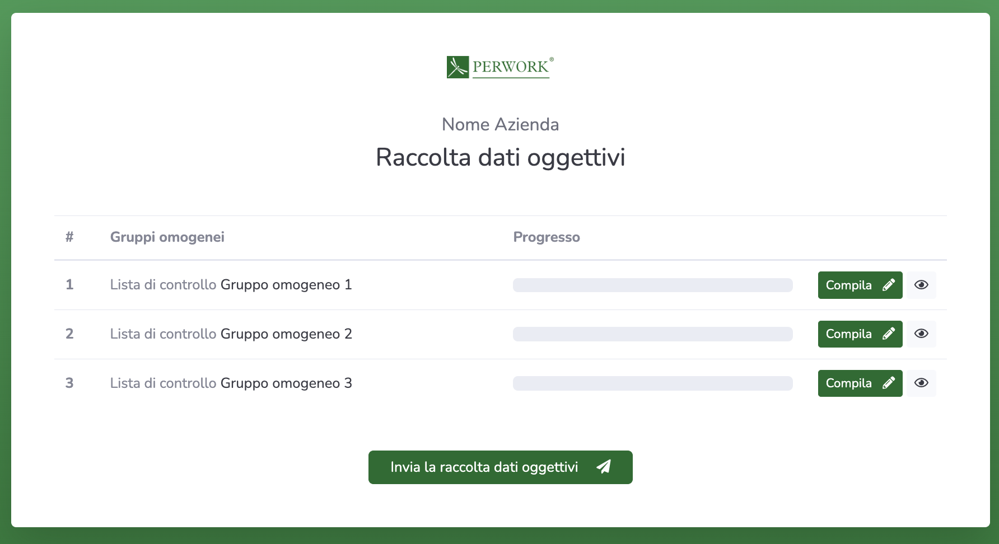 PERWORK®
Nome Azienda
Raccolta dati oggettivi
# Gruppi omogenei Progresso
1 Lista di controllo Gruppo omogeneo 1 Compila
2 Lista di controllo Gruppo omogeneo 2 Compila
3 Lista di controllo Gruppo omogeneo 3 Compila
Invia la raccolta dati oggettivi